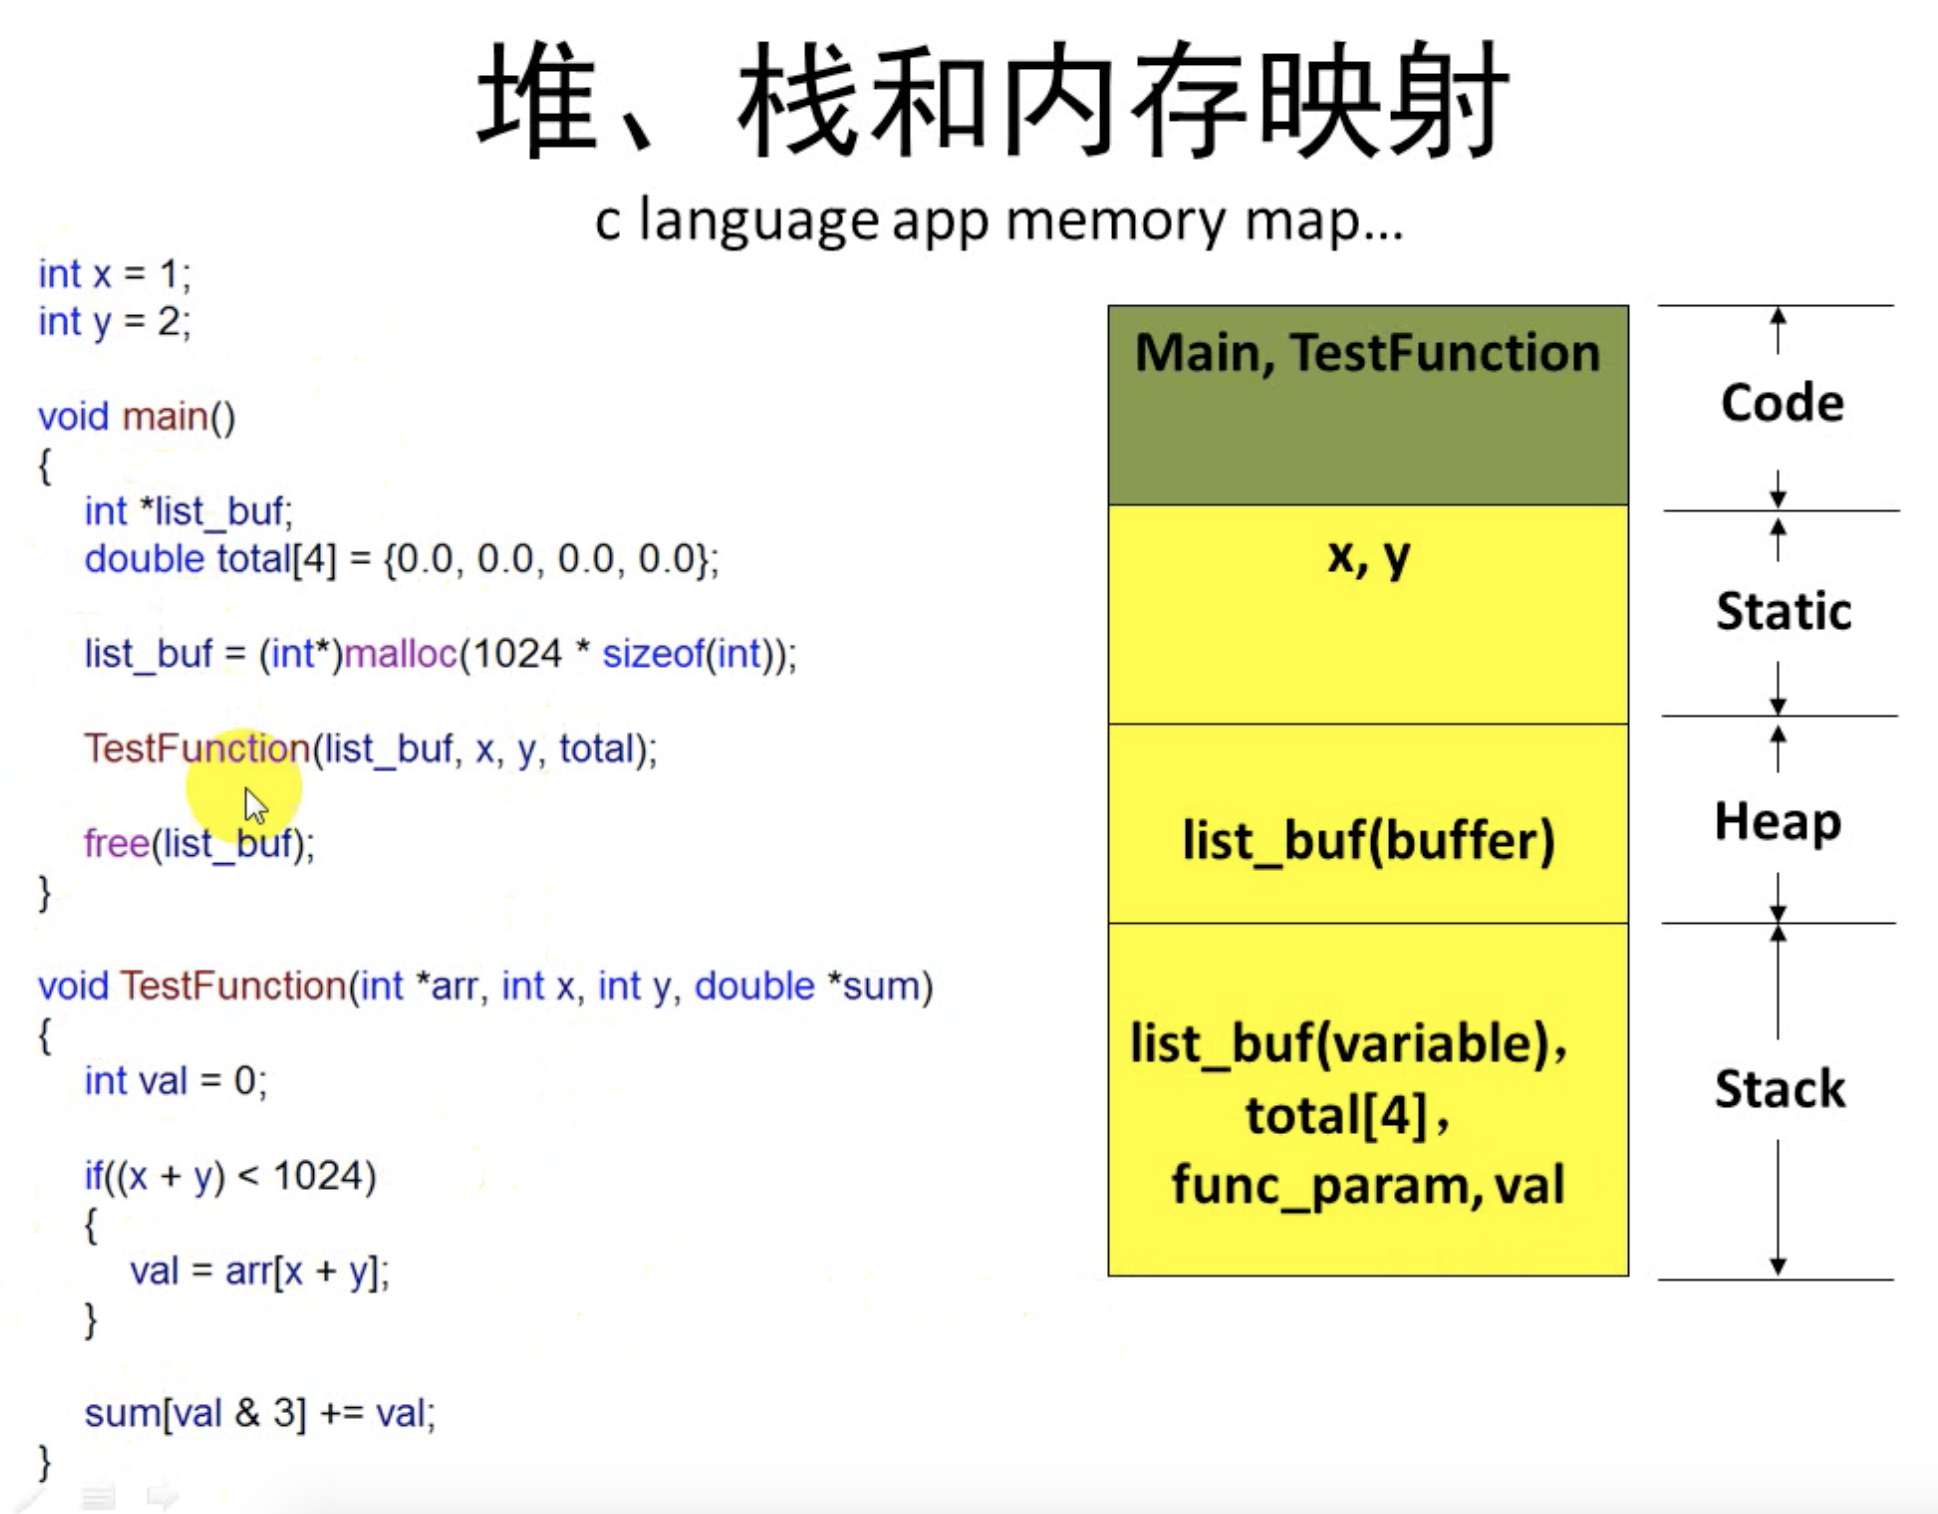 堆、栈和内存映射
c language app memory map...
int x = 1;
int y = 2;
void main()
{
int *list_buf;
double total[4] = {0.0, 0.0, 0.0, 0.0};
list_buf = (int*)malloc(1024 * sizeof(int));
TestFunction(list_buf, x, y, total);
free(list_buf);
}
void TestFunction(int *arr, int x, int y, double *sum)
{
int val = 0;
if((x + y) < 1024)
{
val = arr[x + y];
}
sum[val & 3] += val;
}
Main, TestFunction
Code
x, y
Static
list_buf(buffer)
Heap
list_buf(variable),
total[4],
func_param, val
Stack